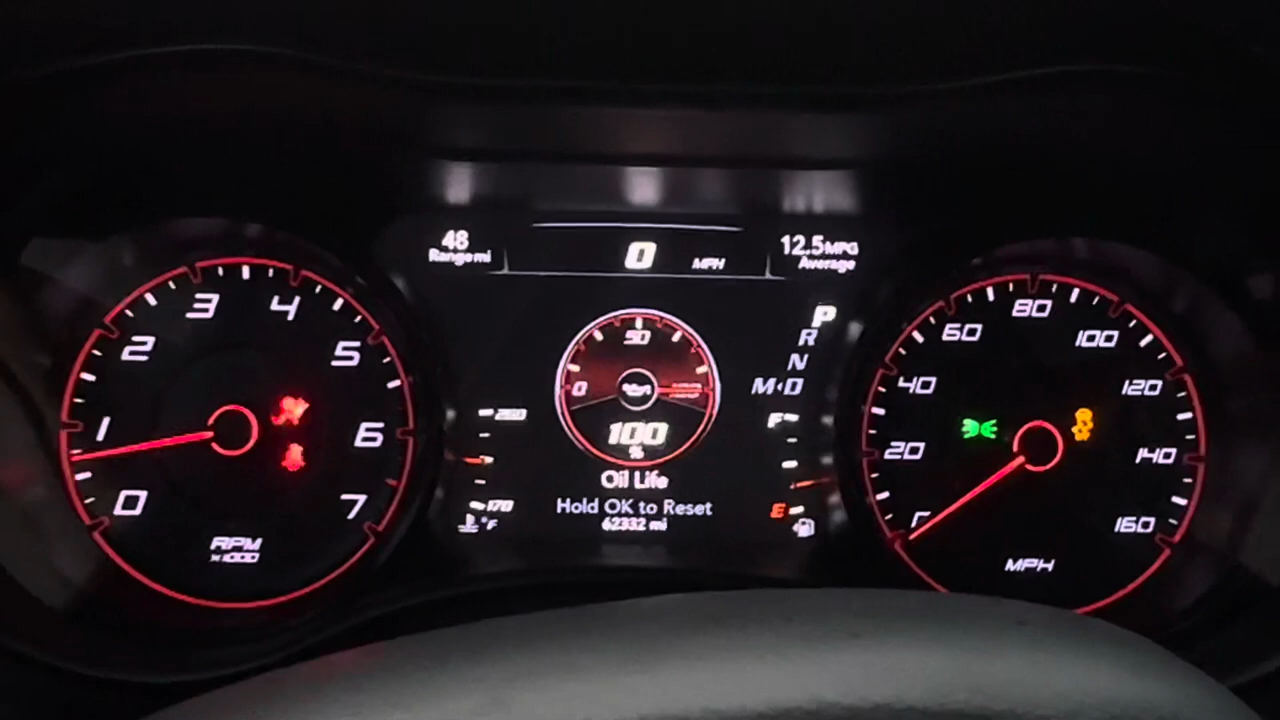 48
Range mi
0 MPH
12.5 MPG
Average
0
1
2
3
4
5
6
7
RPM
x1000
P
R
N
M D
0
50
100
%
Oil Life
Hold OK to Reset
62332 mi
170
°F
F
E
20
40
60
80
100
120
140
160
MPH